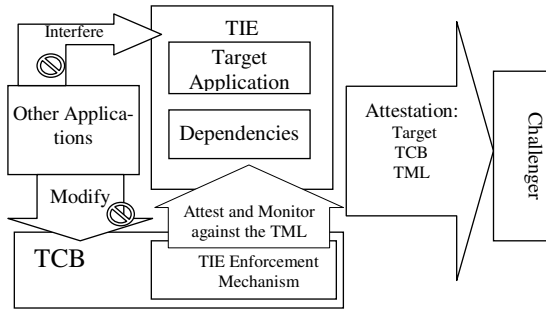 Interfere
TIE
Target
Application
Dependencies
Other Applica-
tions
Modify
Attestation:
Target
TCB
TML
Challenger
Attest and Monitor
against the TML
TCB
TIE Enforcement
Mechanism